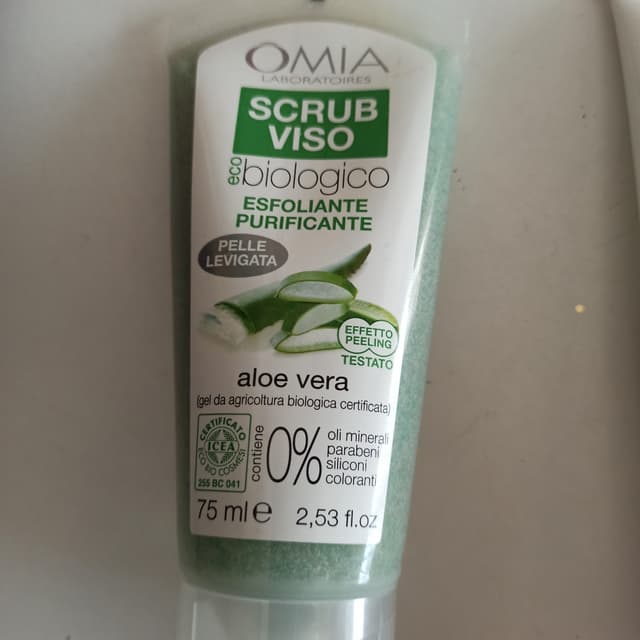 OMIA
LABORATOIRES
SCRUB
VISO
eco biologico
ESFOLIANTE
PURIFICANTE
PELLE
LEVIGATA
EFFETTO
PEELING
TESTATO
aloe vera
(gel da agricoltura biologica certificata)
CERTIFICATO
ICEA
ECO BIO COSMESI
255 BC 041
contiene
0%
oli minerali
parabeni
siliconi
coloranti
75 ml e 2,53 fl.oz